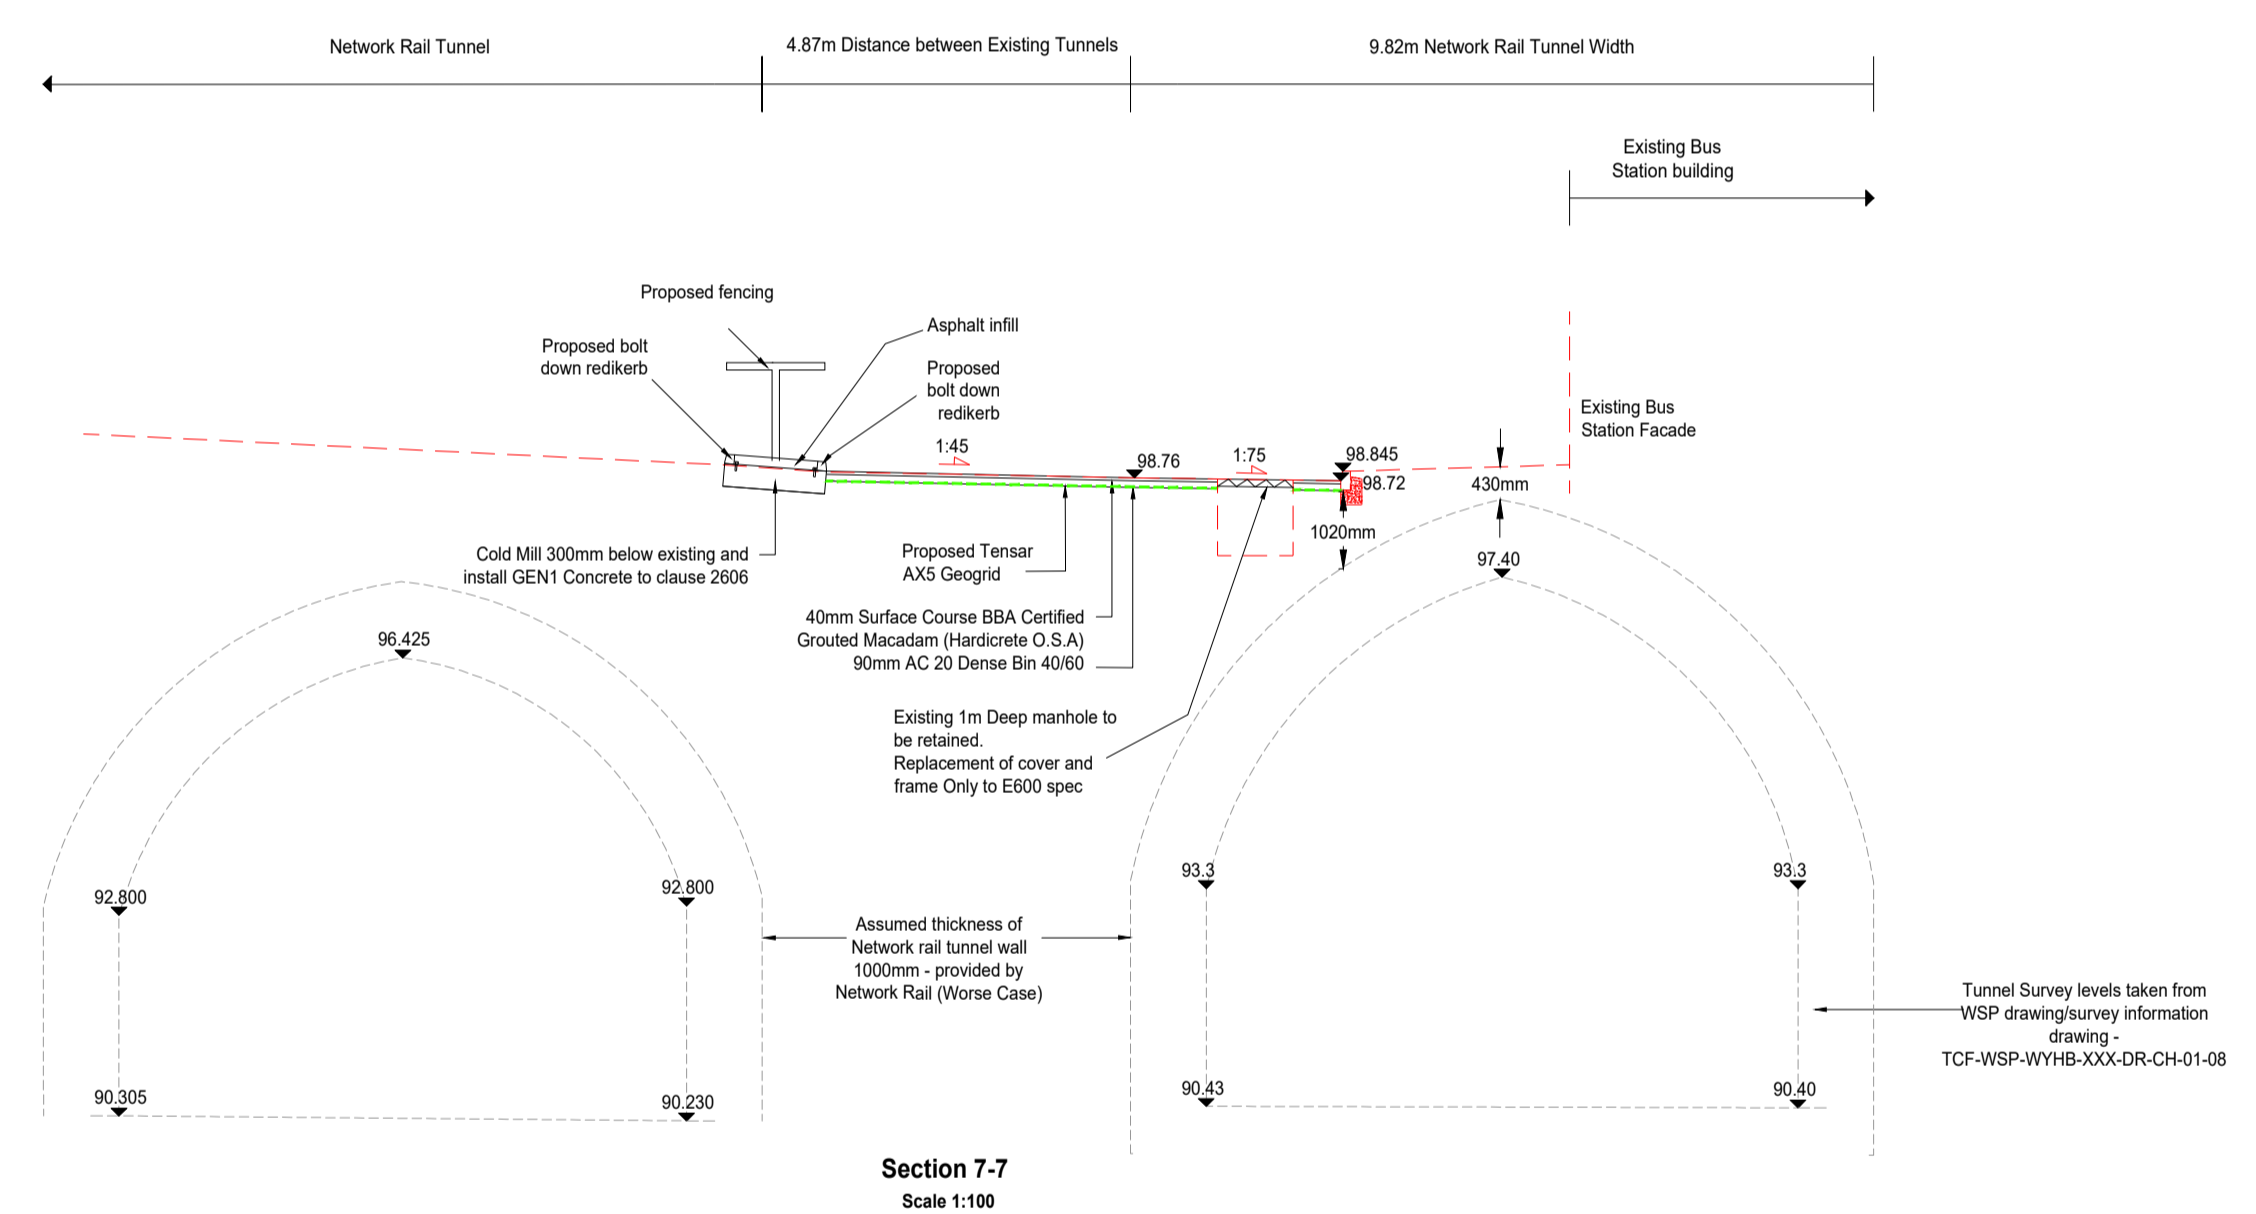 Network Rail Tunnel
4.87m Distance between Existing Tunnels
9.82m Network Rail Tunnel Width
Existing Bus
Station building
Proposed fencing
Asphalt infill
Proposed bolt
down redikerb
Proposed
bolt down
redikerb
Existing Bus
Station Facade
1:45
98.76
1:75
98.845
98.72
430mm
1020mm
97.40
Cold Mill 300mm below existing and
install GEN1 Concrete to clause 2606
Proposed Tensar
AX5 Geogrid
40mm Surface Course BBA Certified
Grouted Macadam (Hardicrete O.S.A)
90mm AC 20 Dense Bin 40/60
96.425
Existing 1m Deep manhole to
be retained.
Replacement of cover and
frame Only to E600 spec
92.800
92.800
93.3
93.3
Assumed thickness of
Network rail tunnel wall
1000mm - provided by
Network Rail (Worse Case)
Tunnel Survey levels taken from
WSP drawing/survey information
drawing -
TCF-WSP-WYHB-XXX-DR-CH-01-08
90.305
90.230
90.43
90.40
Section 7-7
Scale 1:100